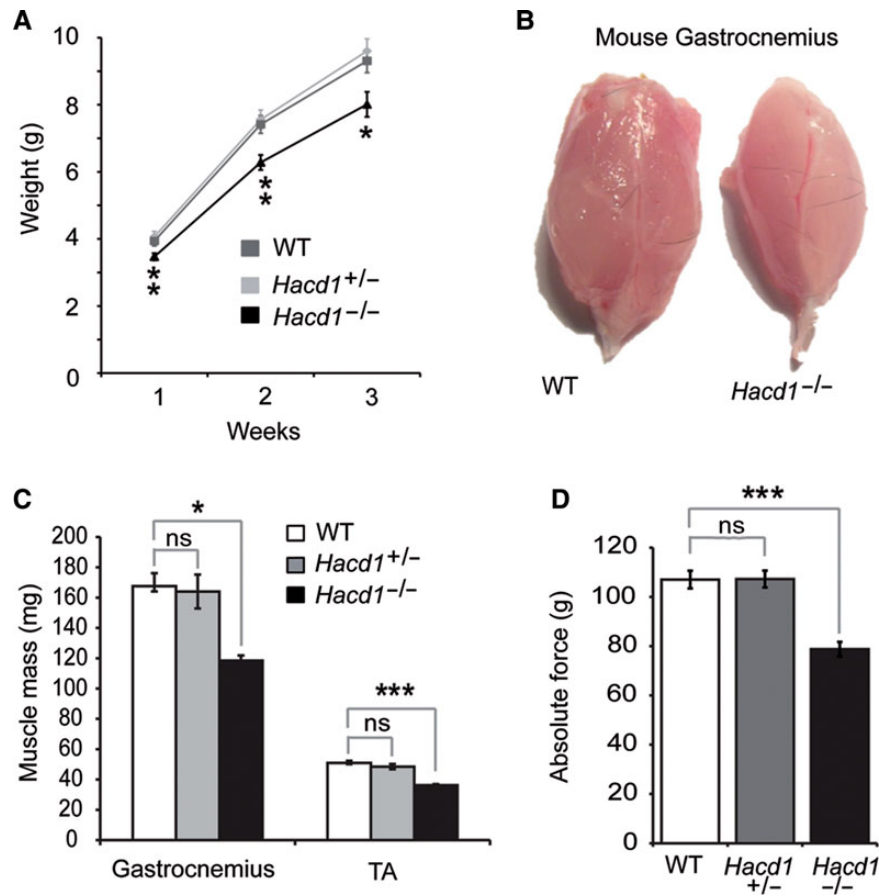 A
Weight (g)
10
8
6
4
2
0
WT
Hacd1+/–
Hacd1–/–
**
**
*
1 2 3
Weeks
B
Mouse Gastrocnemius
WT
Hacd1–/–
C
Muscle mass (mg)
200
180
160
140
120
100
80
60
40
20
0
*
ns
WT
Hacd1+/–
Hacd1–/–
***
ns
Gastrocnemius TA
D
Absolute force (g)
120
100
80
60
40
20
0
***
ns
WT Hacd1 Hacd1
+/– –/–